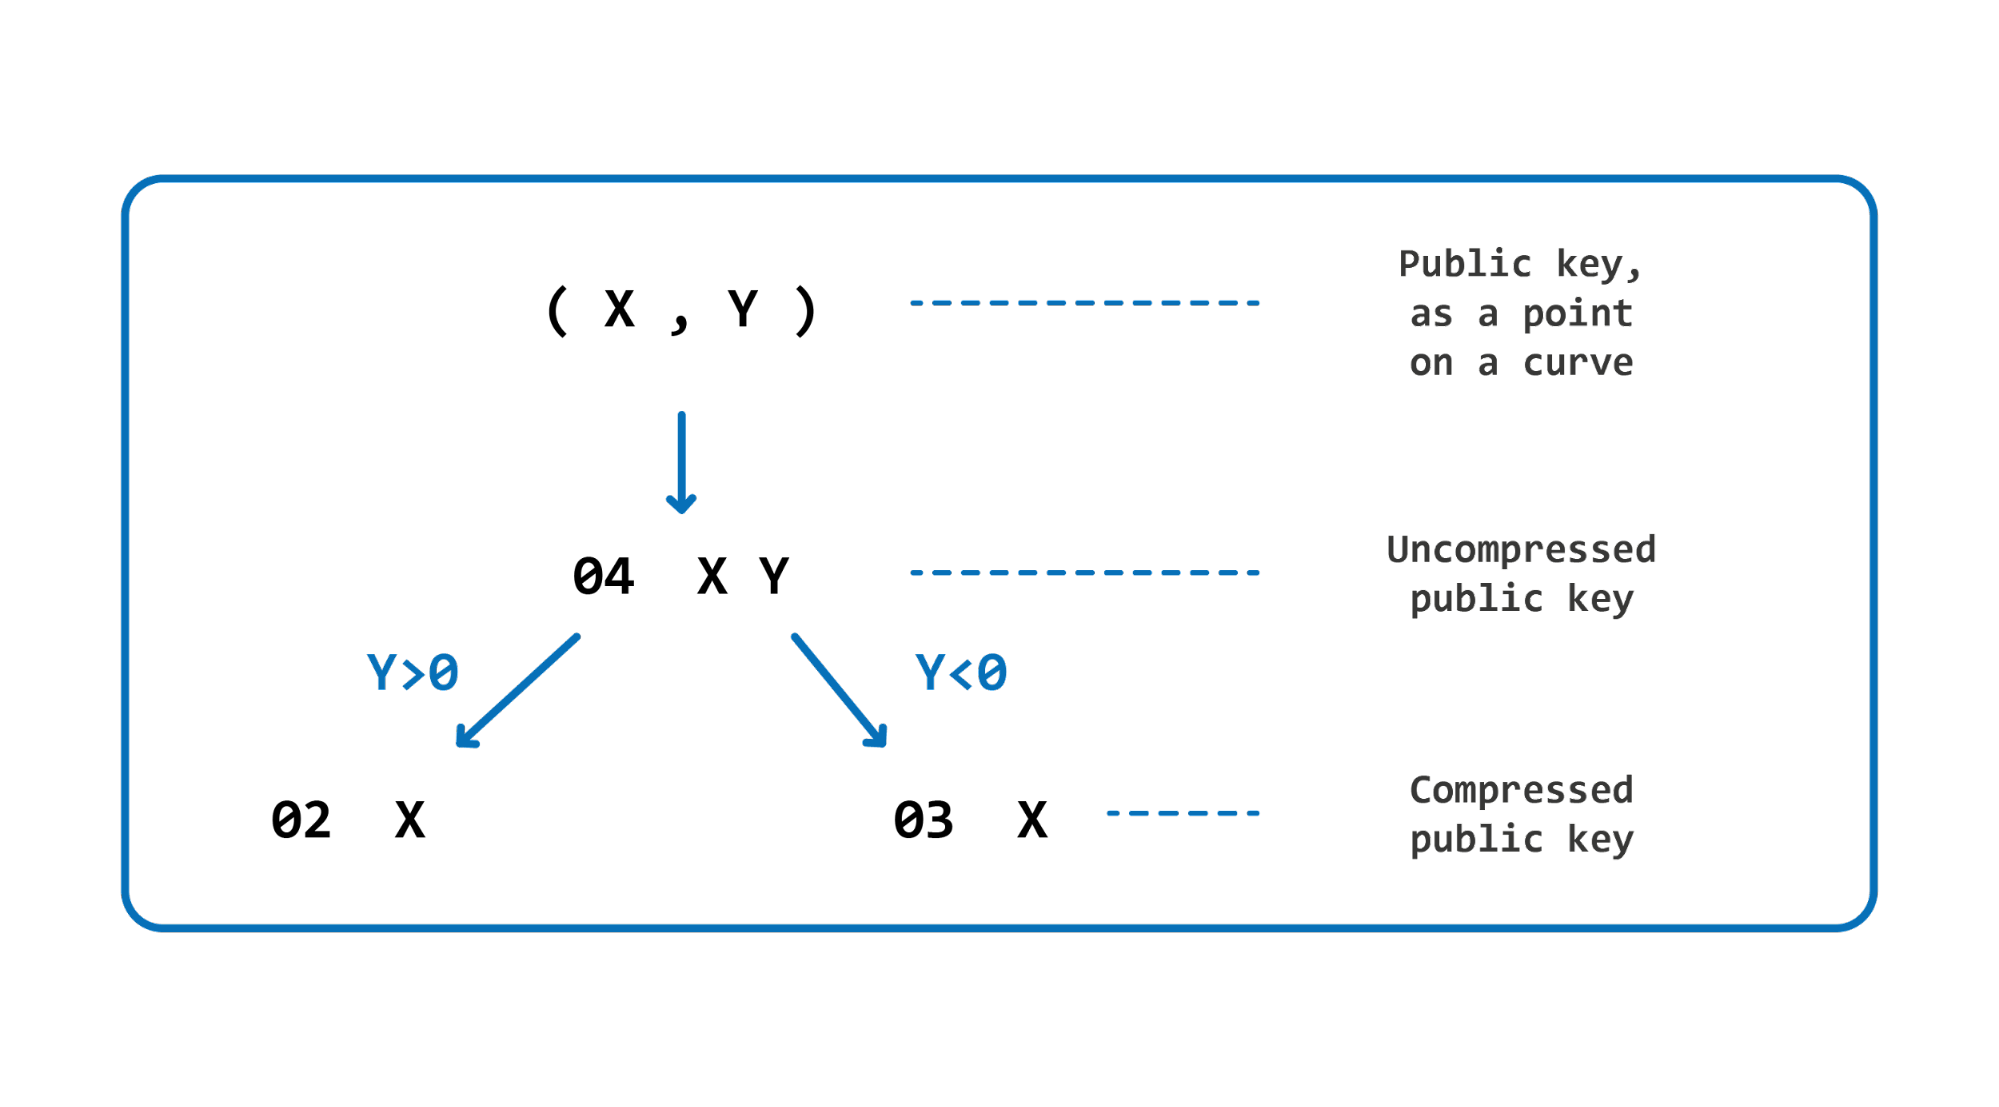 ( X , Y )
Public key,
as a point
on a curve
04 X Y
Uncompressed
public key
Y>0
Y<0
02 X
03 X
Compressed
public key